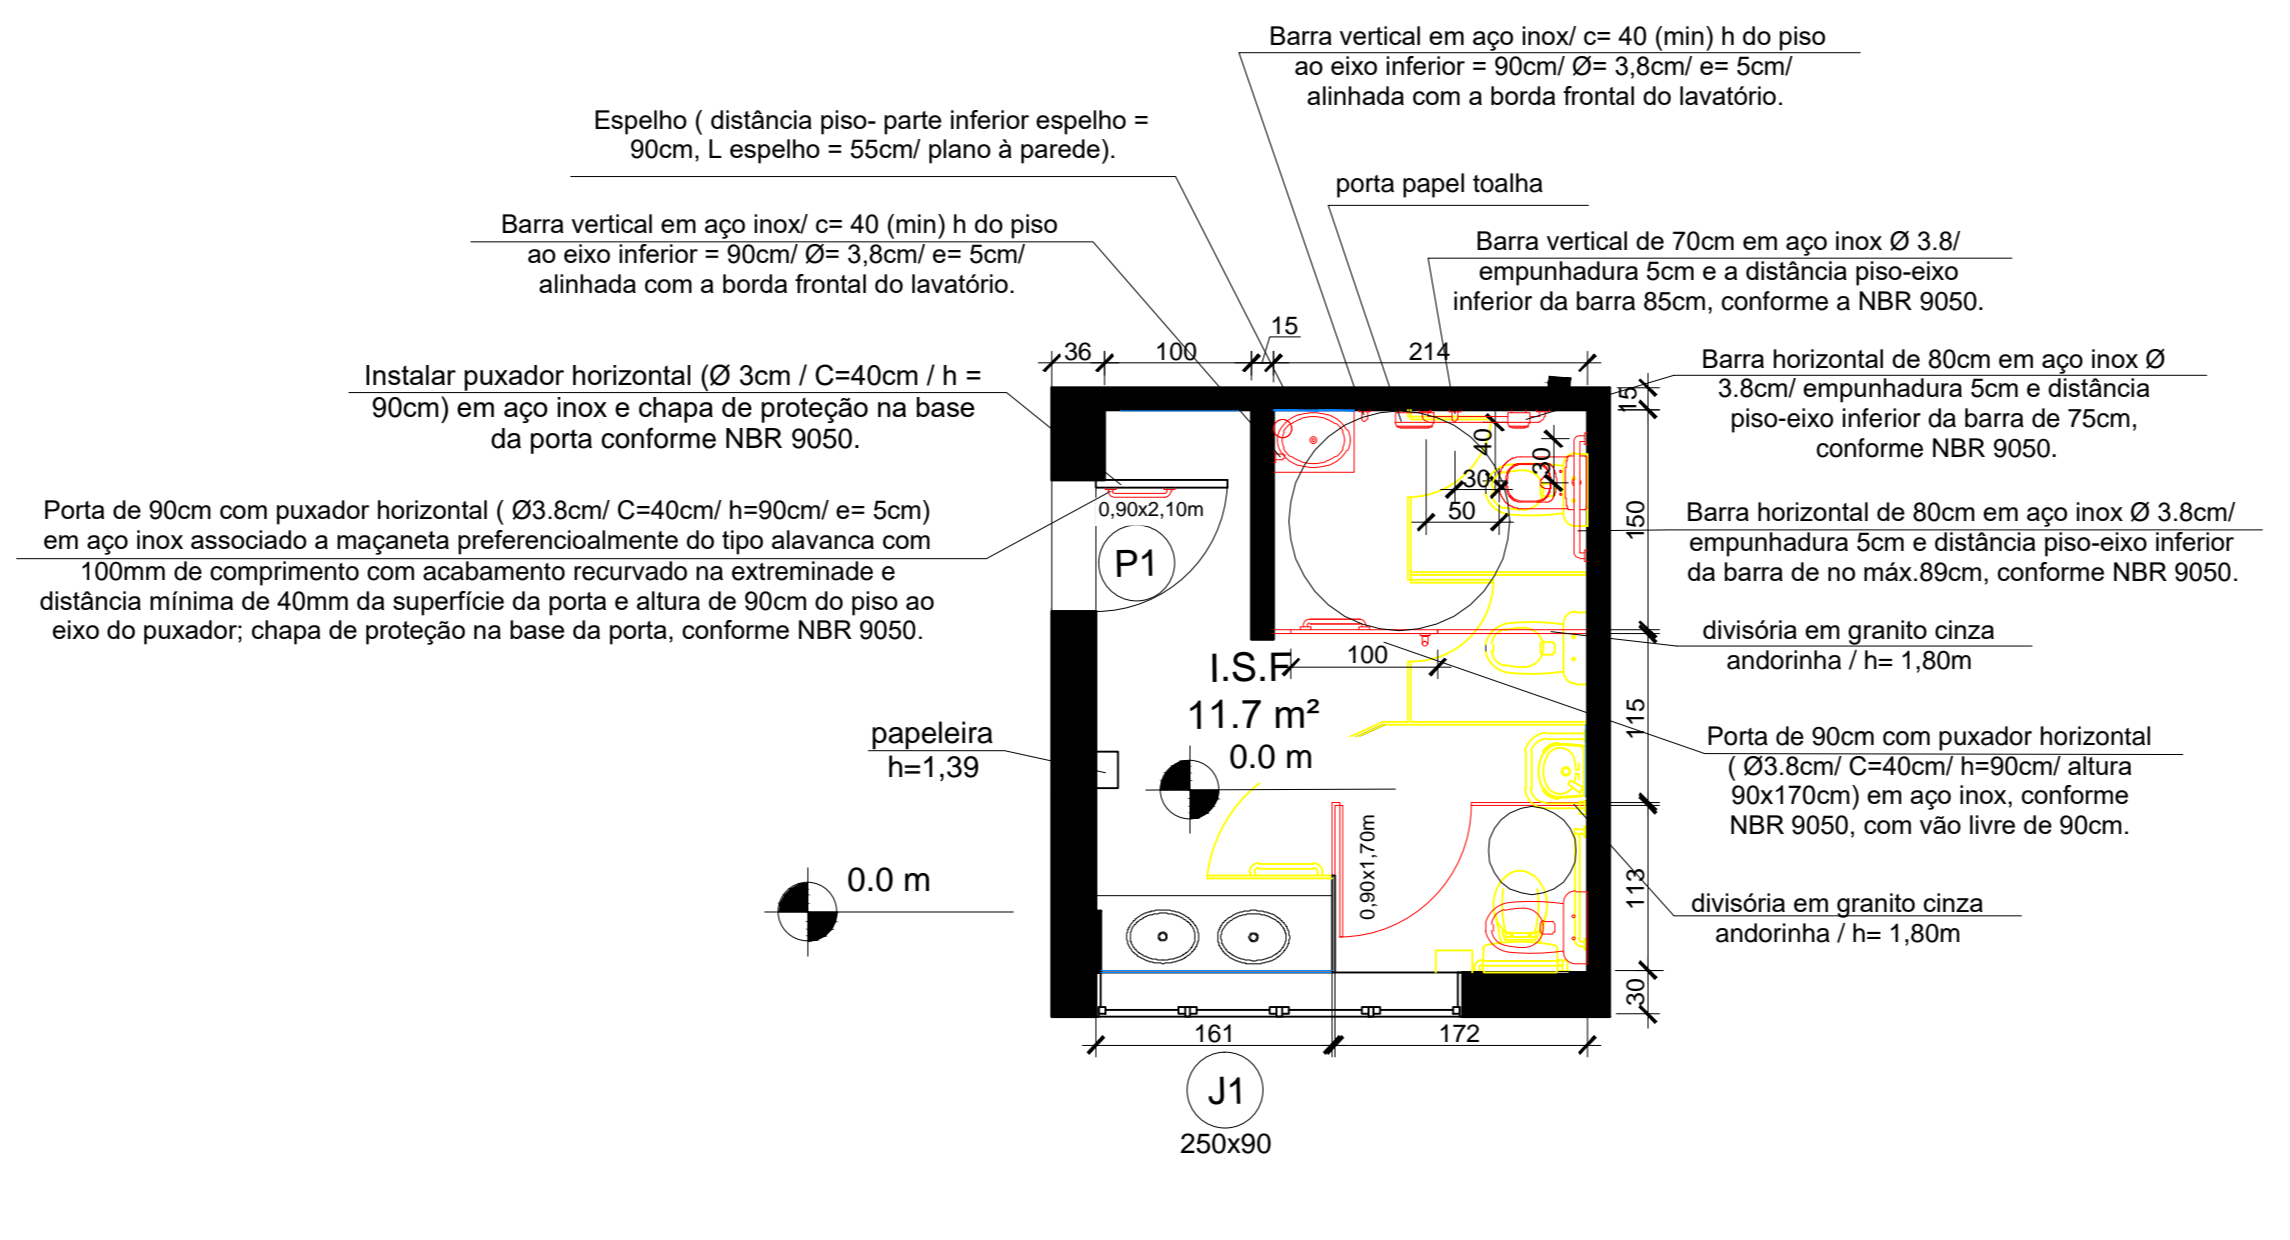 Barra vertical em aço inox/ c= 40 (min) h do piso
ao eixo inferior = 90cm/ Ø= 3,8cm/ e= 5cm/
alinhada com a borda frontal do lavatório.
Espelho ( distância piso- parte inferior espelho =
90cm, L espelho = 55cm/ plano à parede).
porta papel toalha
Barra vertical em aço inox/ c= 40 (min) h do piso
ao eixo inferior = 90cm/ Ø= 3,8cm/ e= 5cm/
alinhada com a borda frontal do lavatório.
Barra vertical de 70cm em aço inox Ø 3.8/
empunhadura 5cm e a distância piso-eixo
inferior da barra 85cm, conforme a NBR 9050.
15
36
100
214
Instalar puxador horizontal (Ø 3cm / C=40cm / h =
90cm) em aço inox e chapa de proteção na base
da porta conforme NBR 9050.
Barra horizontal de 80cm em aço inox Ø
3.8cm/ empunhadura 5cm e distância
piso-eixo inferior da barra de 75cm,
conforme NBR 9050.
15
40
30
30
50
150
Porta de 90cm com puxador horizontal ( Ø3.8cm/ C=40cm/ h=90cm/ e= 5cm)
em aço inox associado a maçaneta preferencioalmente do tipo alavanca com
100mm de comprimento com acabamento recurvado na extreminade e
distância mínima de 40mm da superfície da porta e altura de 90cm do piso ao
eixo do puxador; chapa de proteção na base da porta, conforme NBR 9050.
0,90x2,10m
P1
Barra horizontal de 80cm em aço inox Ø 3.8cm/
empunhadura 5cm e distância piso-eixo inferior
da barra de no máx.89cm, conforme NBR 9050.
divisória em granito cinza
andorinha / h= 1,80m
100
I.S.F
11.7 m²
0.0 m
115
papeleira
h=1,39
Porta de 90cm com puxador horizontal
( Ø3.8cm/ C=40cm/ h=90cm/ altura
90x170cm) em aço inox, conforme
NBR 9050, com vão livre de 90cm.
0,90x1,70m
0.0 m
113
divisória em granito cinza
andorinha / h= 1,80m
30
161
172
J1
250x90